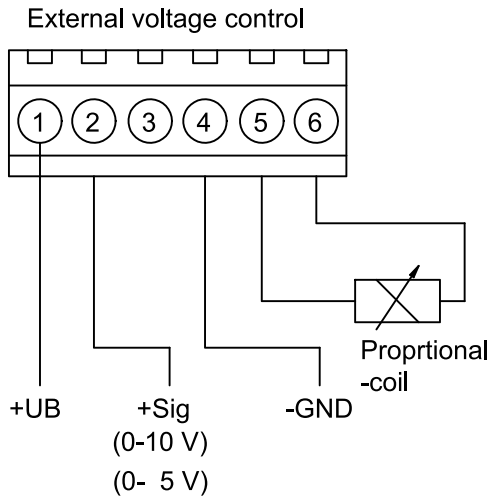 External voltage control
1 2 3 4 5 6
Proprtional
-coil
+UB +Sig -GND
(0-10 V)
(0- 5 V)